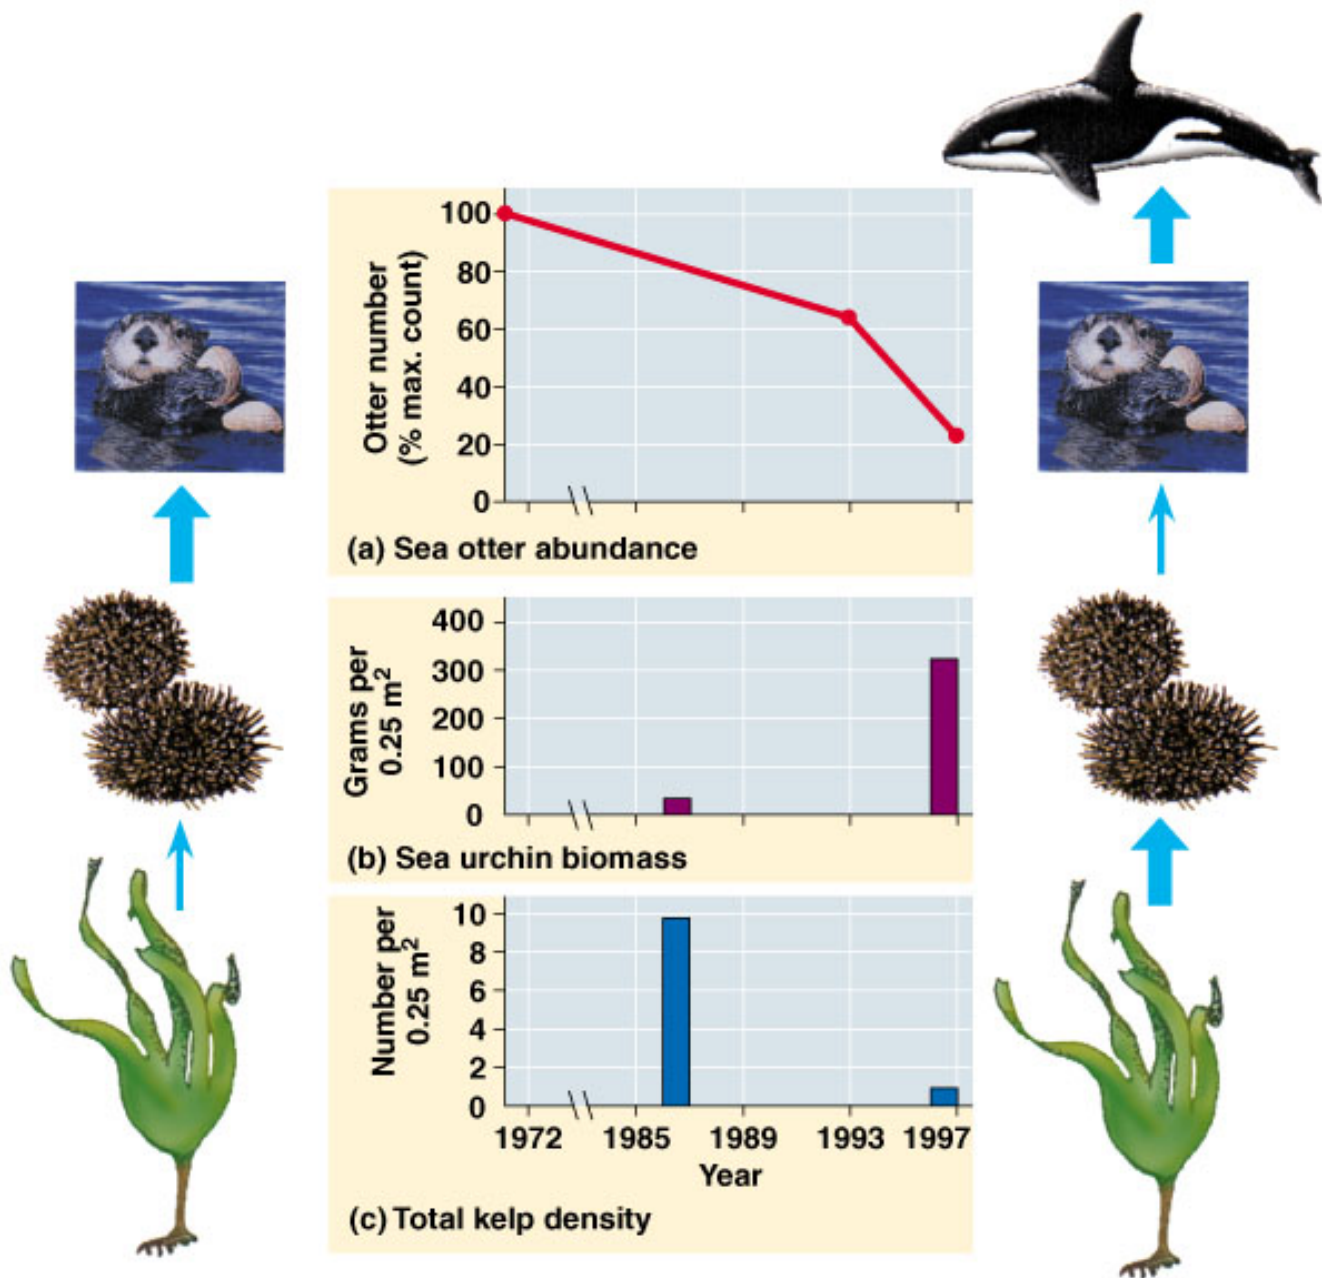 100
80
60
40
20
0
Otter number
(% max. count)
(a) Sea otter abundance
400
300
200
100
0
Grams per
0.25 m²
(b) Sea urchin biomass
10
8
6
4
2
0
Number per
0.25 m²
1972 1985 1989 1993 1997
Year
(c) Total kelp density